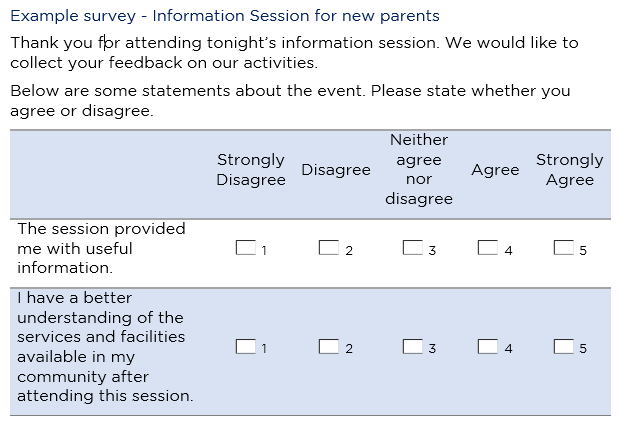 Example survey - Information Session for new parents
Thank you for attending tonight's information session. We would like to
collect your feedback on our activities.
Below are some statements about the event. Please state whether you
agree or disagree.
Strongly
Disagree
Disagree
Neither
agree
nor
disagree
Agree
Strongly
Agree
The session provided
me with useful
information.
1 2 3 4 5
I have a better
understanding of the
services and facilities
available in my
community after
attending this session.
1 2 3 4 5